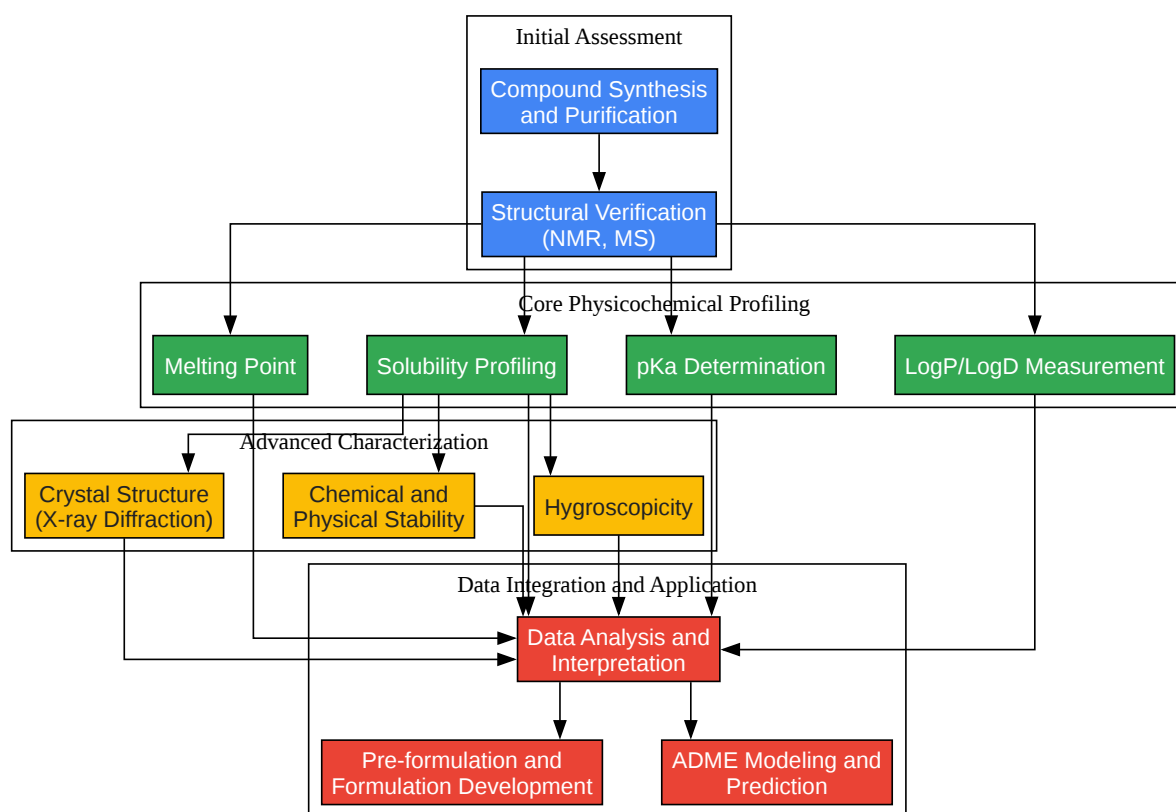 Initial Assessment
Compound Synthesis
and Purification
Structural Verification
(NMR, MS)
Core Physicochemical Profiling
Melting Point
Solubility Profiling
pKa Determination
LogP/LogD Measurement
Advanced Characterization
Crystal Structure
(X-ray Diffraction)
Chemical and
Physical Stability
Hygroscopicity
Data Integration and Application
Data Analysis and
Interpretation
Pre-formulation and
Formulation Development
ADME Modeling and
Prediction